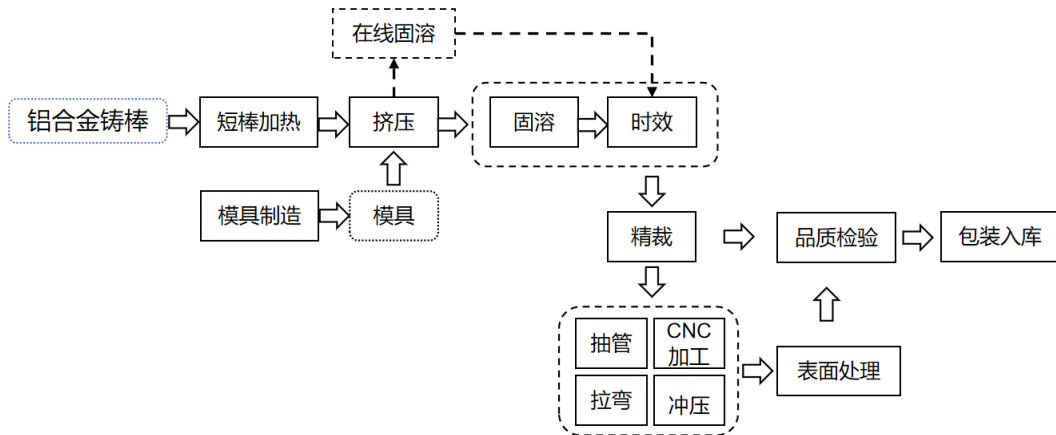 在线固溶
铝合金铸棒
短棒加热
挤压
固溶
时效
模具制造
模具
精裁
品质检验
包装入库
抽管
CNC
加工
拉弯
冲压
表面处理